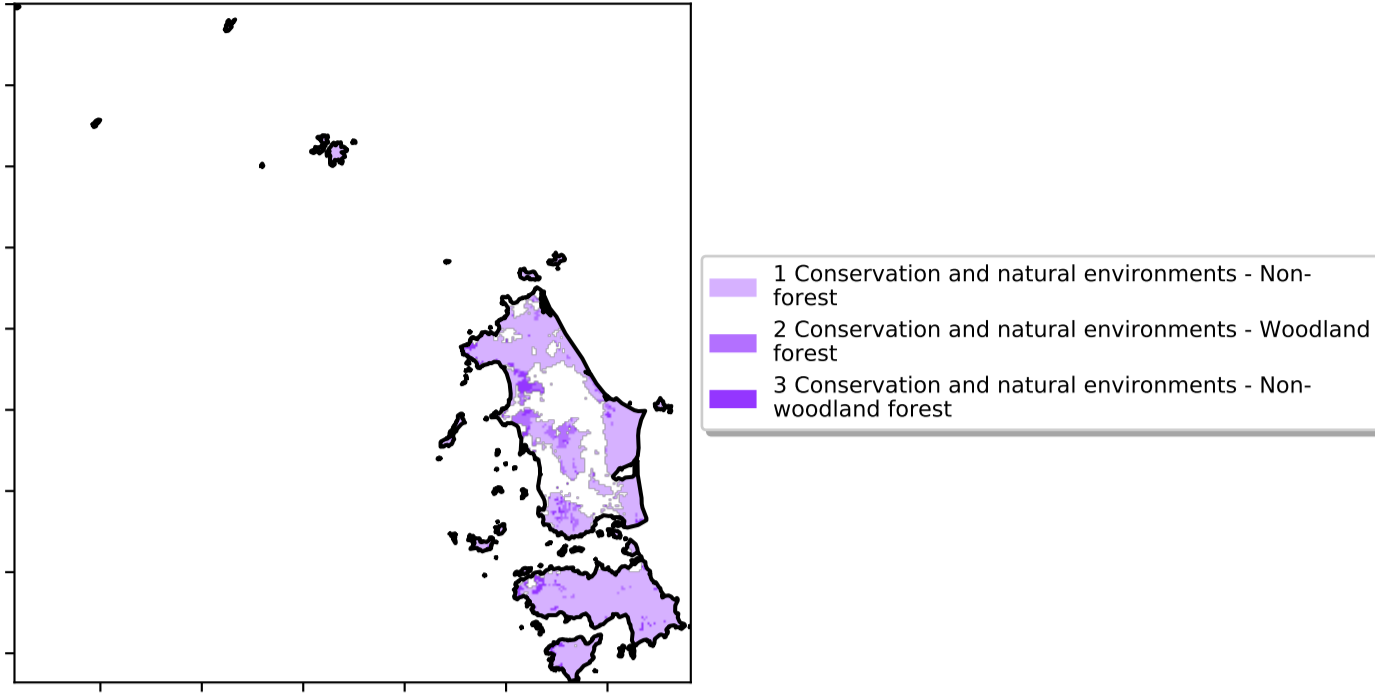 1 Conservation and natural environments - Non-
forest
2 Conservation and natural environments - Woodland
forest
3 Conservation and natural environments - Non-
woodland forest